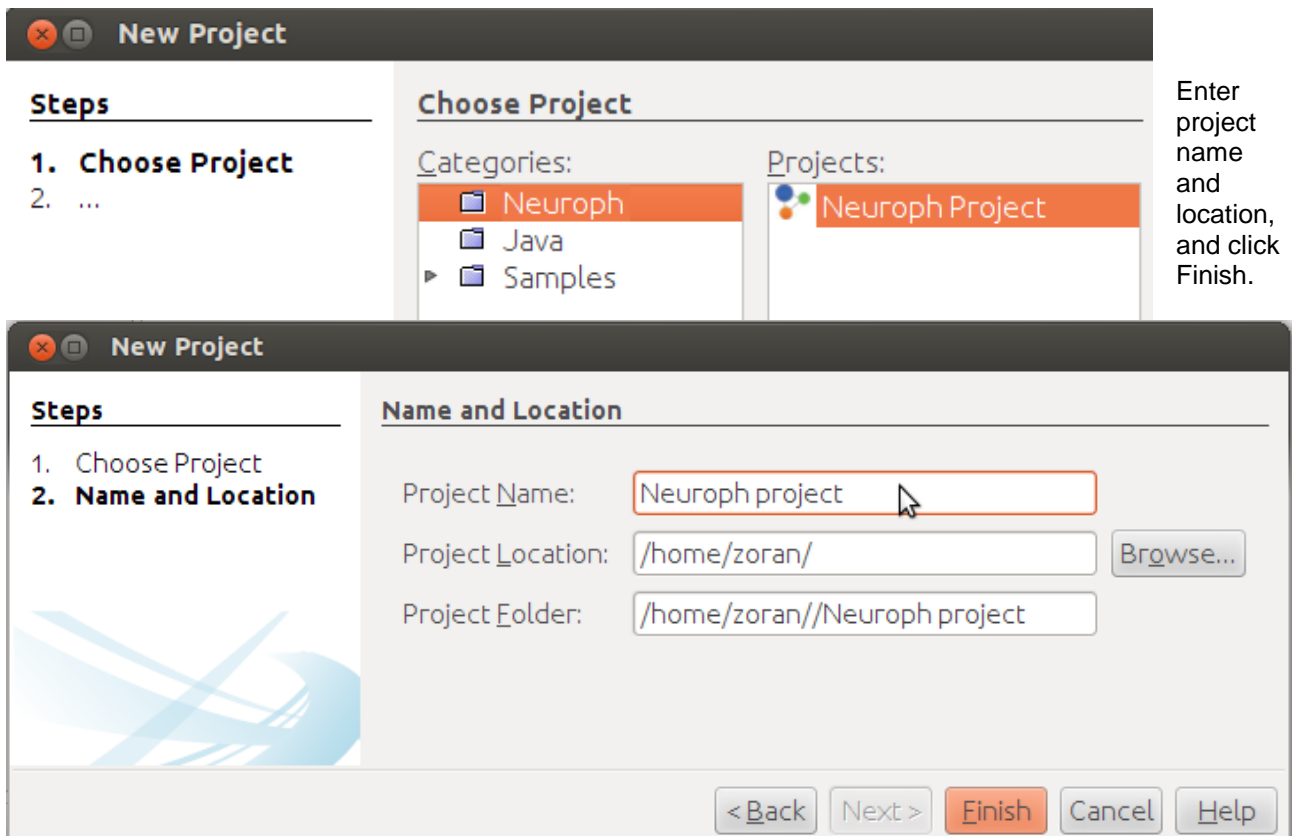 New Project
Steps
1. Choose Project
2. ...
Choose Project
Categories:
Neuroph
Java
Samples
Projects:
Neuroph Project
Enter
project
name
and
location,
and click
Finish.
New Project
Steps
1. Choose Project
2. Name and Location
Name and Location
Project Name: Neuroph project
Project Location: /home/zoran/ Browse...
Project Folder: /home/zoran//Neuroph project
< Back Next > Finish Cancel Help